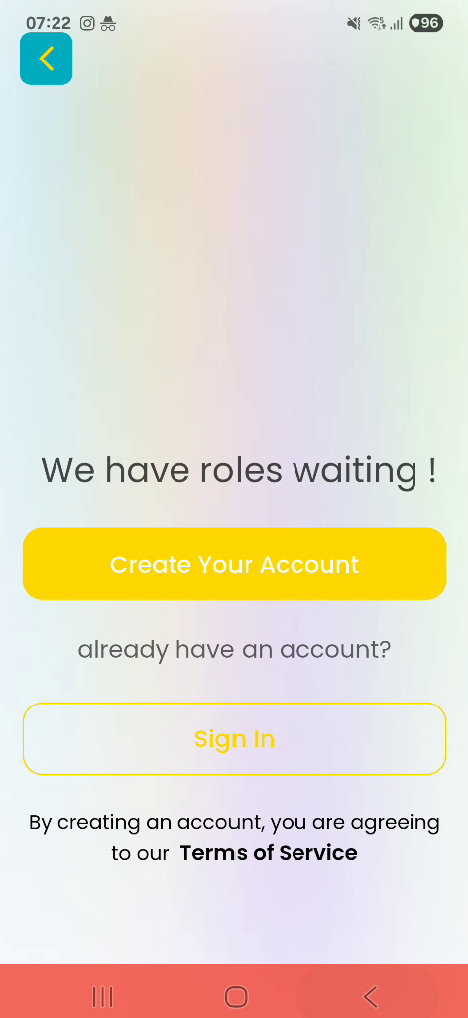 07:22 96
We have roles waiting !
Create Your Account
already have an account?
Sign In
By creating an account, you are agreeing
to our Terms of Service